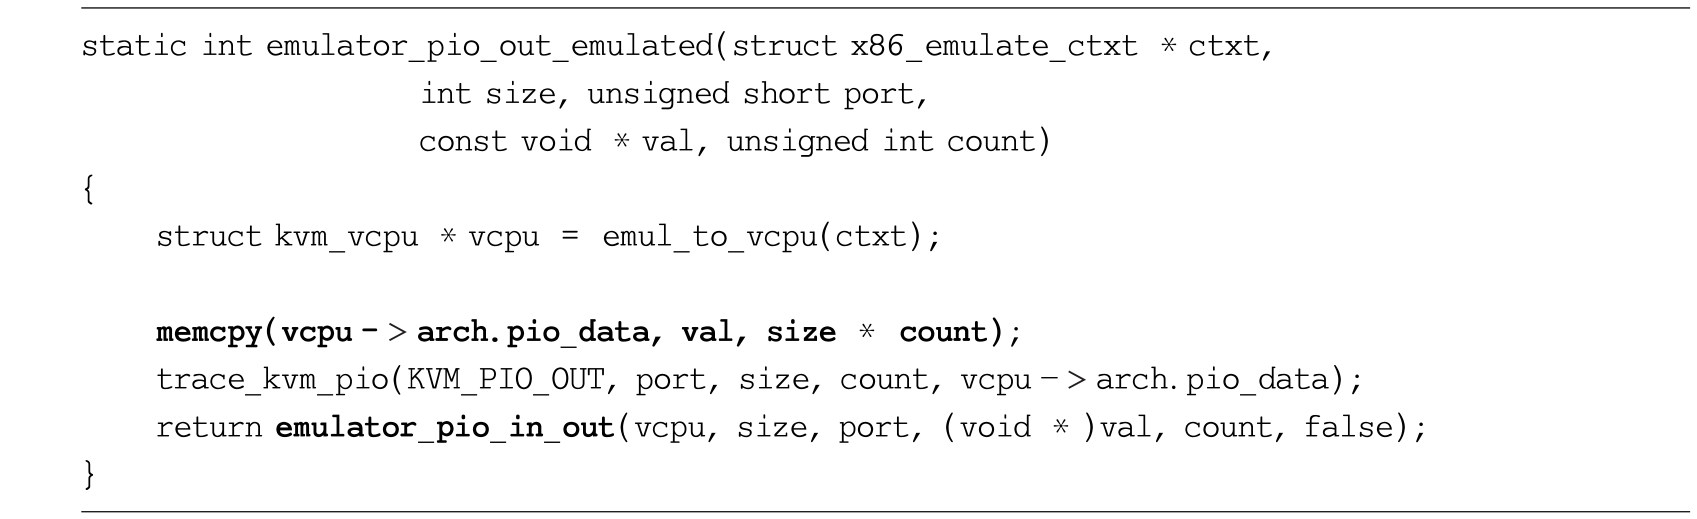 static int emulator_pio_out_emulated(struct x86_emulate_ctxt * ctxt,
int size, unsigned short port,
const void * val, unsigned int count)
{
struct kvm_vcpu * vcpu = emul_to_vcpu(ctxt);
memcpy(vcpu -> arch.pio_data, val, size * count);
trace_kvm_pio(KVM_PIO_OUT, port, size, count, vcpu -> arch.pio_data);
return emulator_pio_in_out(vcpu, size, port, (void * )val, count, false);
}